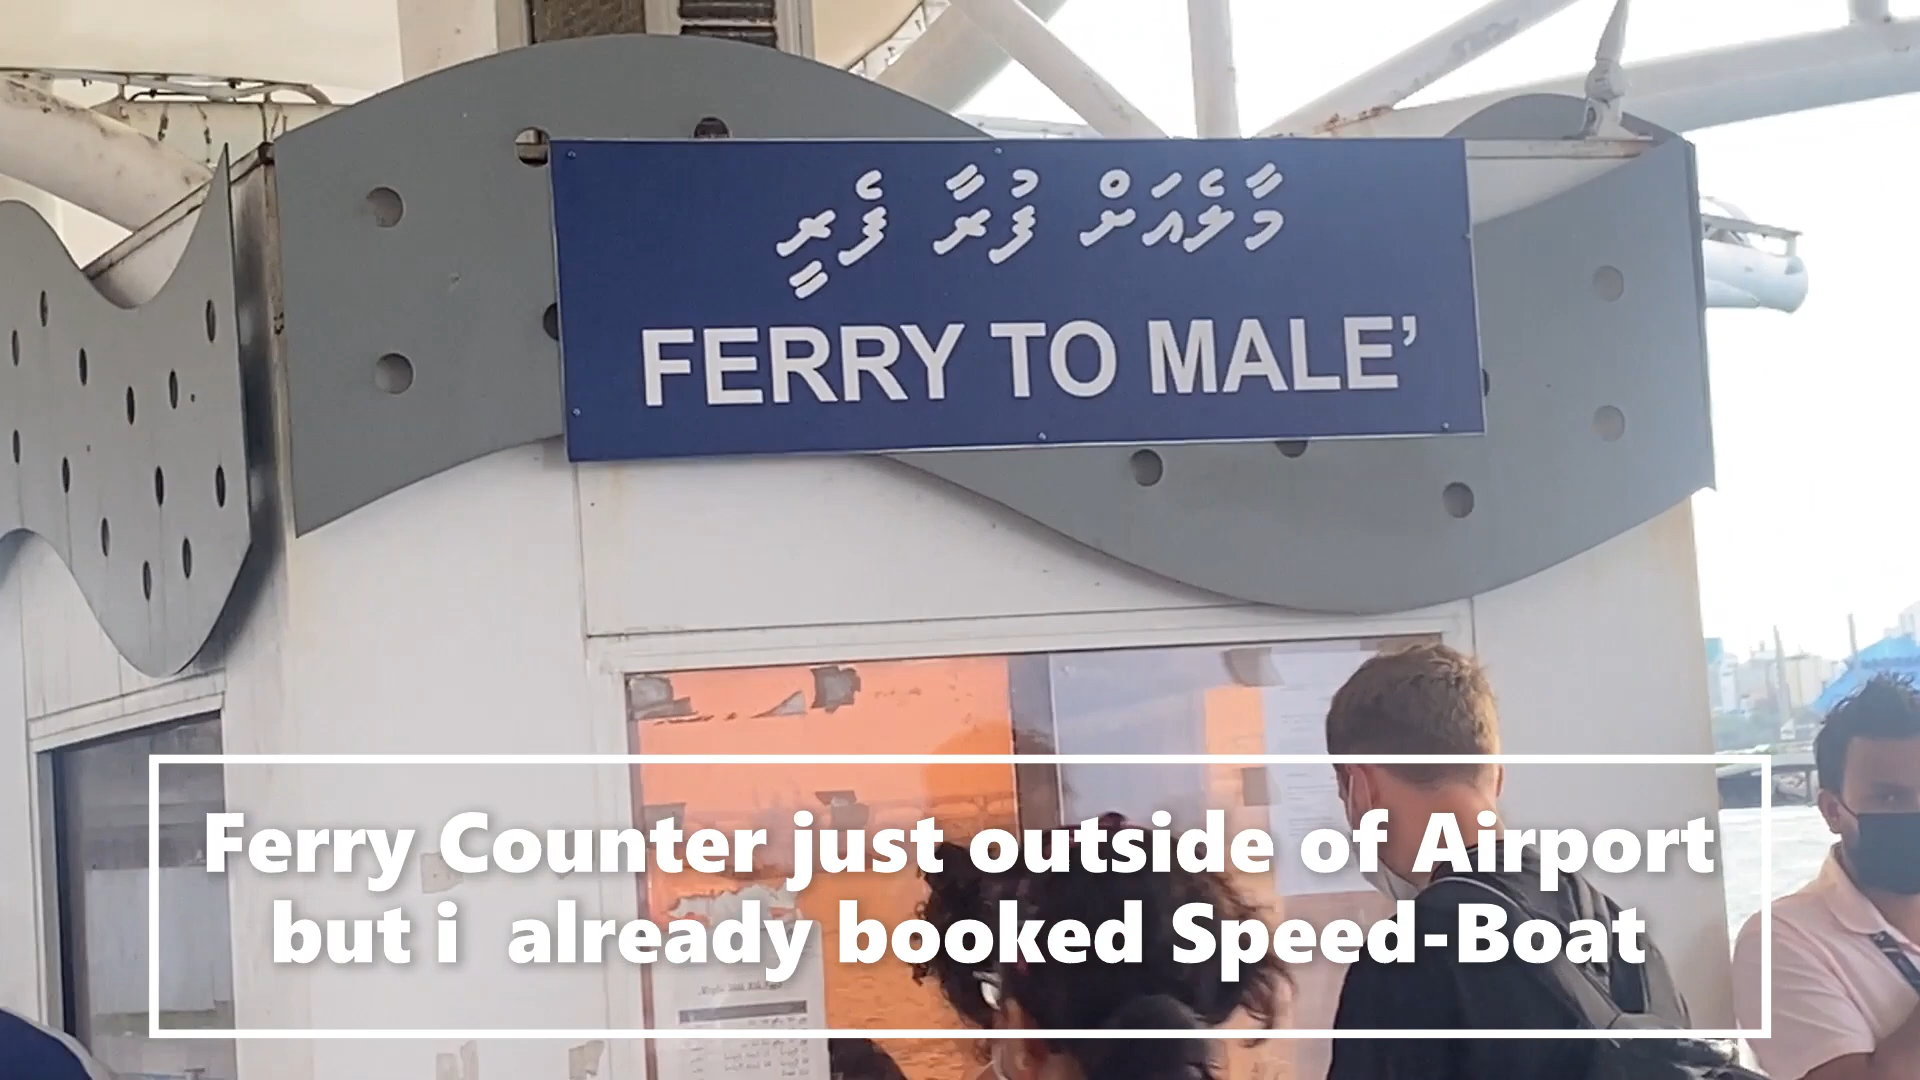 މާލެއަށް ފުރާ ފެރީ
FERRY TO MALE’
Ferry Counter just outside of Airport
but i already booked Speed-Boat